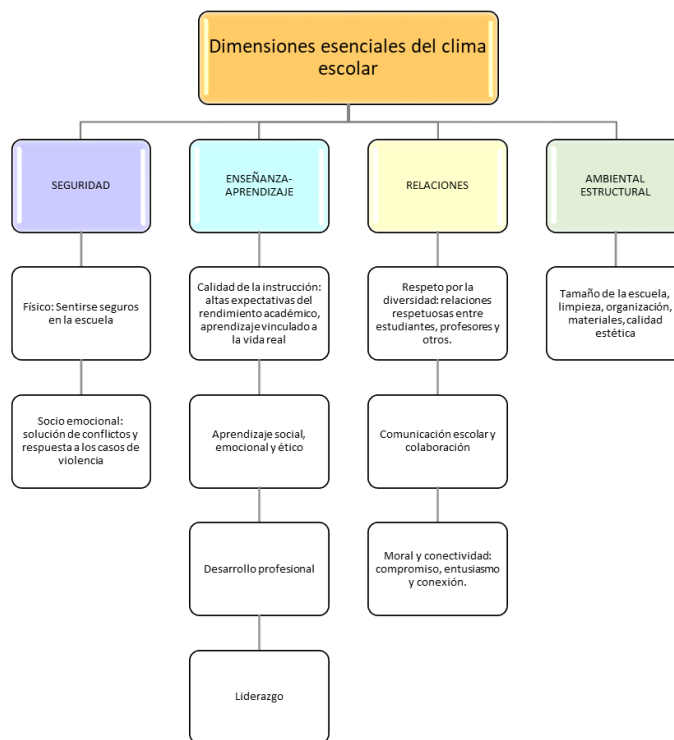 Dimensiones esenciales del clima
escolar
SEGURIDAD
Físico: Sentirse seguros
en la escuela
Socio emocional:
solución de conflictos y
respuesta a los casos de
violencia
ENSEÑANZA-
APRENDIZAJE
Calidad de la instrucción:
altas expectativas del
rendimiento académico,
aprendizaje vinculado a
la vida real
Aprendizaje social,
emocional y ético
Desarrollo profesional
Liderazgo
RELACIONES
Respeto por la
diversidad: relaciones
respetuosas entre
estudiantes, profesores y
otros.
Comunicación escolar y
colaboración
Moral y conectividad:
compromiso, entusiasmo
y conexión.
AMBIENTAL
ESTRUCTURAL
Tamaño de la escuela,
limpieza, organización,
materiales, calidad
estética